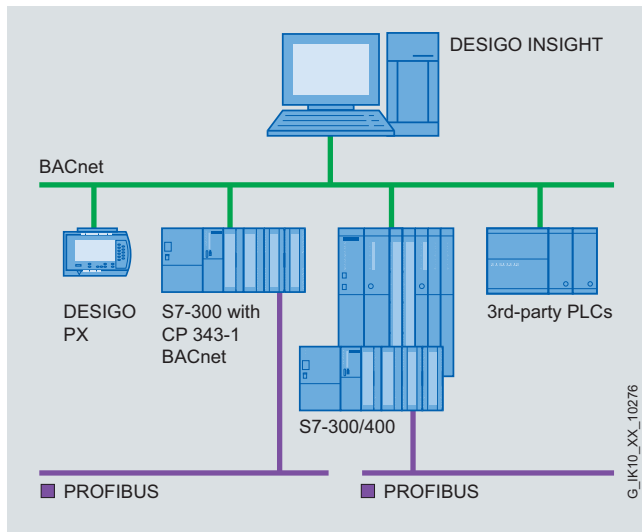 DESIGO INSIGHT
BACnet
DESIGO
PX
S7-300 with
CP 343-1
BACnet
3rd-party PLCs
S7-300/400
PROFIBUS
PROFIBUS
G_IK10_XX_10276